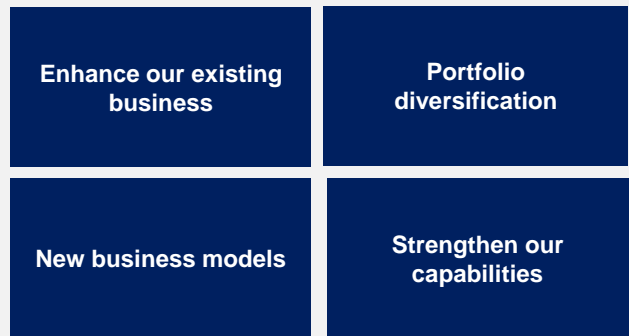 Enhance our existing
business
Portfolio
diversification
New business models
Strengthen our
capabilities